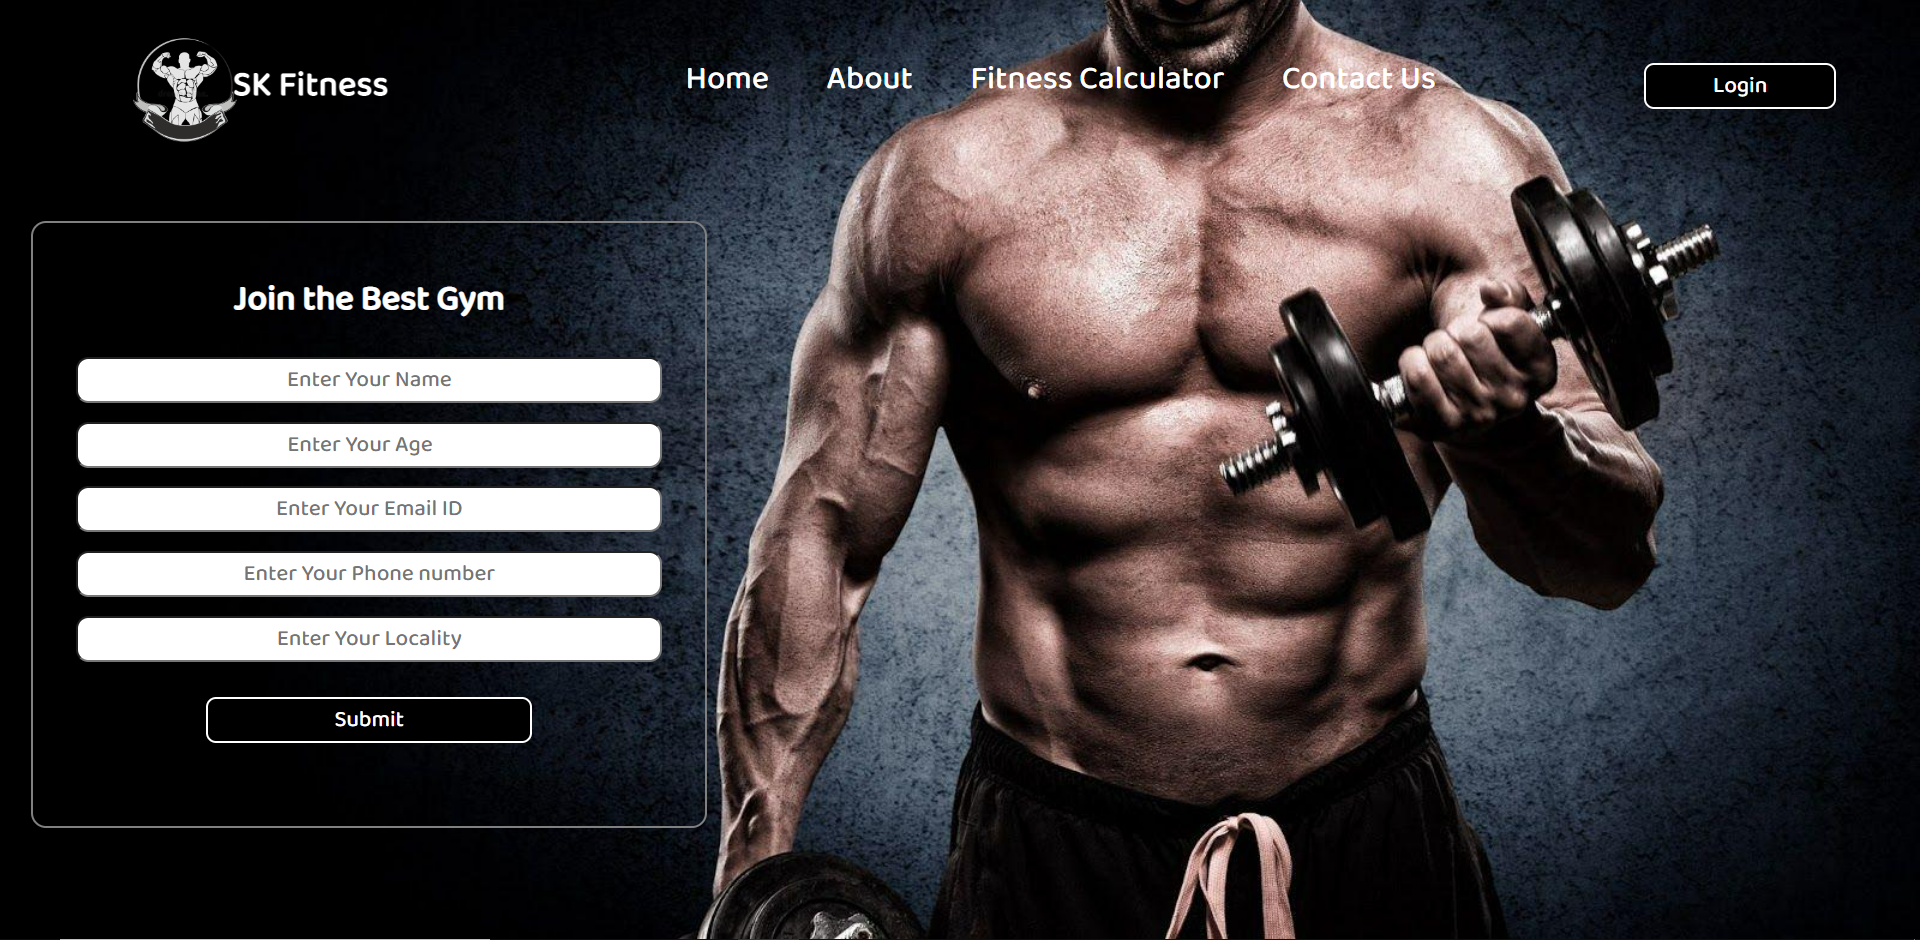 SK Fitness
Home About Fitness Calculator Contact Us
Login
Join the Best Gym
Enter Your Name
Enter Your Age
Enter Your Email ID
Enter Your Phone number
Enter Your Locality
Submit